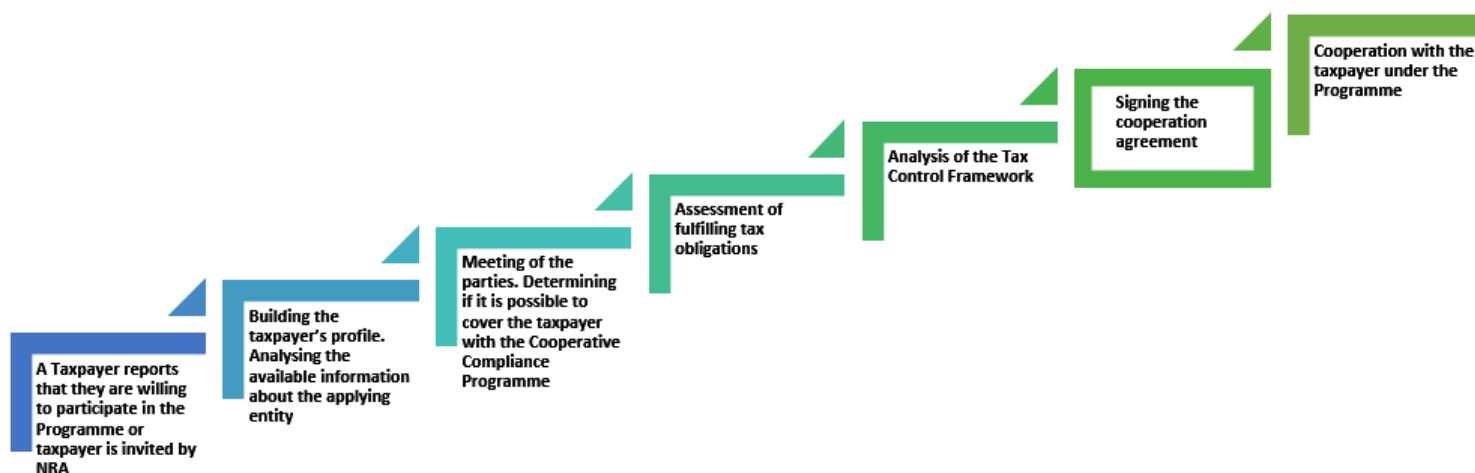 A Taxpayer reports
that they are willing
to participate in the
Programme or
taxpayer is invited by
NRA
Building the
taxpayer's profile.
Analysing the
available information
about the applying
entity
Meeting of the
parties. Determining
if it is possible to
cover the taxpayer
with the Cooperative
Compliance
Programme
Assessment of
fulfilling tax
obligations
Analysis of the Tax
Control Framework
Signing the
cooperation
agreement
Cooperation with the
taxpayer under the
Programme